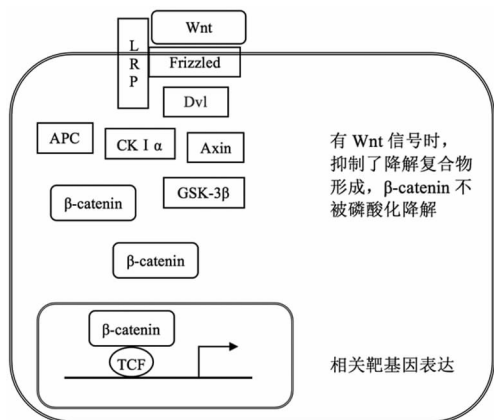 Wnt
LRP
Frizzled
Dvl
APC
CK I α
Axin
GSK-3β
β-catenin
β-catenin
有 Wnt 信号时，
抑制了降解复合物
形成，β-catenin 不
被磷酸化降解
β-catenin
TCF
相关靶基因表达